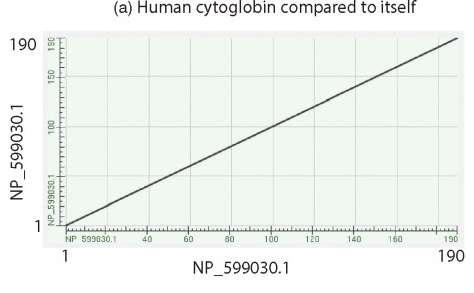 (a) Human cytoglobin compared to itself
190
190
150
100
NP_599030.1
NP_599030.1
1
NP_599030.1 40 60 80 100 120 140 160 190
1 190
NP_599030.1